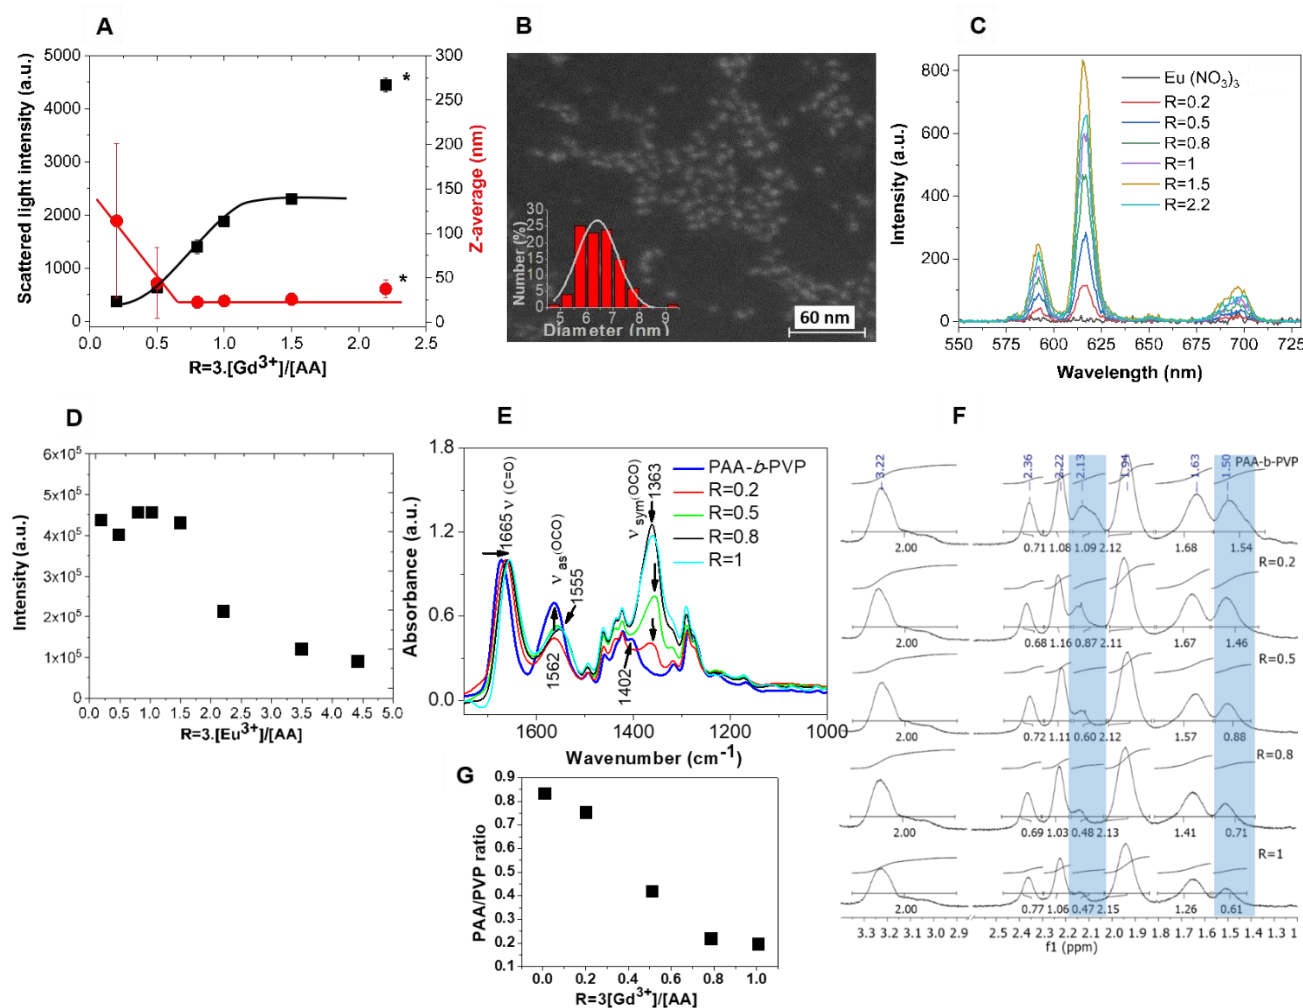 A
Scattered light intensity (a.u.)
5000
4000
3000
2000
1000
0
300
250
200
150
100
50
0
Z-average (nm)
*
*
0.0 0.5 1.0 1.5 2.0 2.5
R=3.[Gd3+]/[AA]
B
Number (%)
30
25
20
15
10
5
0
5 6 7 8 9
Diameter (nm)
60 nm
C
Intensity (a.u.)
800
600
400
200
0
Eu (NO3)3
R=0.2
R=0.5
R=0.8
R=1
R=1.5
R=2.2
550 575 600 625 650 675 700 725
Wavelength (nm)
D
Intensity (a.u.)
6x10^5
5x10^5
4x10^5
3x10^5
2x10^5
1x10^5
0
0.0 0.5 1.0 1.5 2.0 2.5 3.0 3.5 4.0 4.5 5.0
R=3.[Eu3+]/[AA]
E
Absorbance (a.u.)
1.8
1.2
0.6
0.0
1665 ν (C=O)
ν as(OCO)
1555
1562
1402
ν sym(OCO)
1363
PAA-b-PVP
R=0.2
R=0.5
R=0.8
R=1
1600 1400 1200 1000
Wavenumber (cm-1)
F
3.22 2.36 2.22 2.13 1.94 1.63 1.50
PAA-b-PVP
2.00 0.71 1.08 1.09 2.12 1.68 1.54
R=0.2
2.00 0.68 1.16 0.87 2.11 1.67 1.46
R=0.5
2.00 0.72 1.11 0.60 2.12 1.57 0.88
R=0.8
2.00 0.69 1.03 0.48 2.13 1.41 0.71
R=1
2.00 0.77 1.06 0.47 2.15 1.26 0.61
3.3 3.2 3.1 3.0 2.9 2.5 2.4 2.3 2.2 2.1 2.0 1.9 1.8 1.7 1.6 1.5 1.4 1.3 1.2 1
f1 (ppm)
G
PAA/PVP ratio
0.9
0.8
0.7
0.6
0.5
0.4
0.3
0.2
0.1
0.0 0.2 0.4 0.6 0.8 1.0
R=3[Gd3+]/[AA]